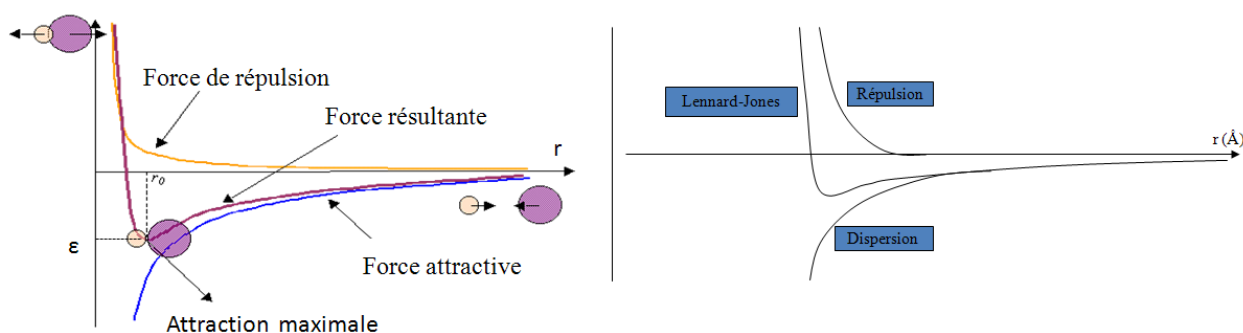 Force de répulsion
Force résultante
r
r₀
ε
Force attractive
Attraction maximale
Lennard-Jones
Répulsion
r (Å)
Dispersion